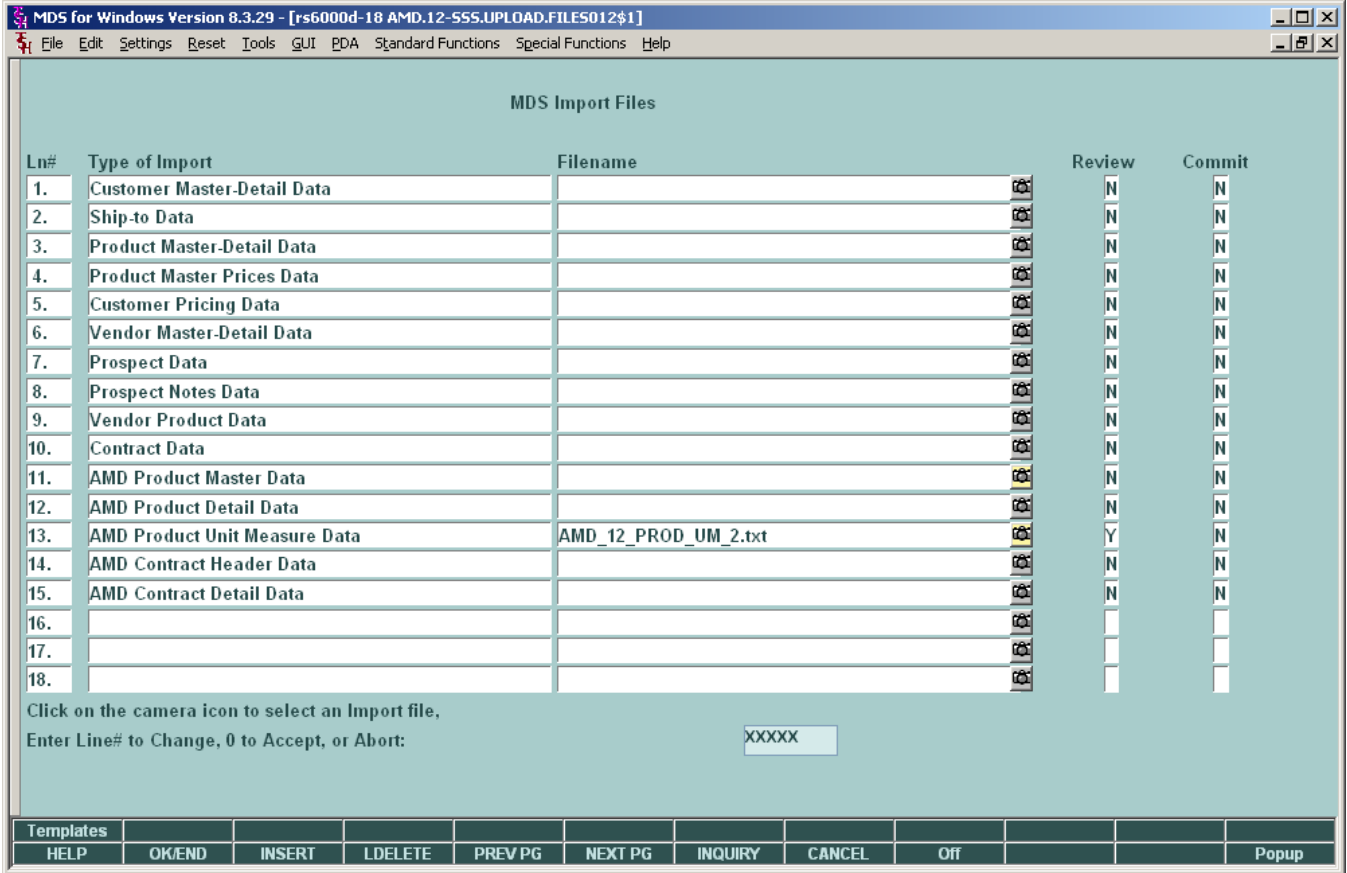 MDS for Windows Version 8.3.29 - [rs6000d-18 AMD.12-SSS.UPLOAD.FILES012$1]
File Edit Settings Reset Tools GUI PDA Standard Functions Special Functions Help
MDS Import Files
Ln# Type of Import Filename Review Commit
1. Customer Master-Detail Data N N
2. Ship-to Data N N
3. Product Master-Detail Data N N
4. Product Master Prices Data N N
5. Customer Pricing Data N N
6. Vendor Master-Detail Data N N
7. Prospect Data N N
8. Prospect Notes Data N N
9. Vendor Product Data N N
10. Contract Data N N
11. AMD Product Master Data N N
12. AMD Product Detail Data N N
13. AMD Product Unit Measure Data AMD_12_PROD_UM_2.txt Y N
14. AMD Contract Header Data N N
15. AMD Contract Detail Data N N
16.
17.
18.
Click on the camera icon to select an Import file,
Enter Line# to Change, 0 to Accept, or Abort: XXXXX
Templates
HELP OK/END INSERT LDELETE PREV PG NEXT PG INQUIRY CANCEL Off Popup